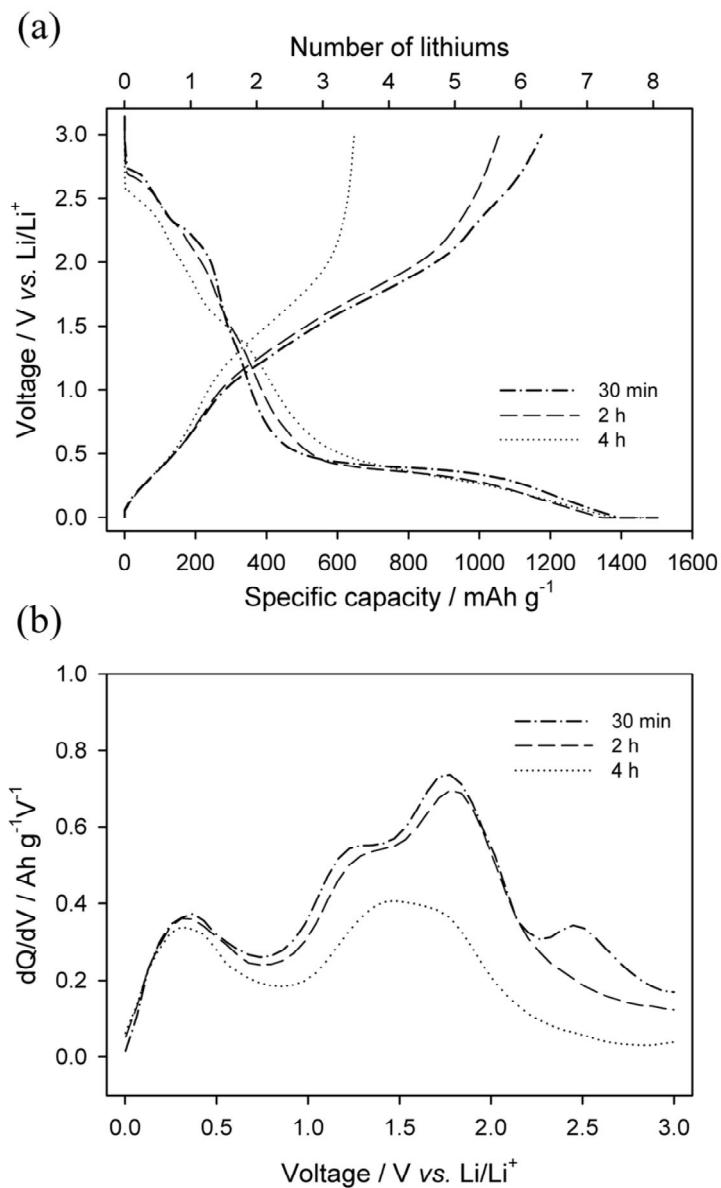 (a)
Number of lithiums
0 1 2 3 4 5 6 7 8
Voltage / V vs. Li/Li⁺
3.0
2.5
2.0
1.5
1.0
0.5
0.0
30 min
2 h
4 h
0 200 400 600 800 1000 1200 1400 1600
Specific capacity / mAh g⁻¹
(b)
dQ/dV / Ah g⁻¹V⁻¹
1.0
0.8
0.6
0.4
0.2
0.0
30 min
2 h
4 h
0.0 0.5 1.0 1.5 2.0 2.5 3.0
Voltage / V vs. Li/Li⁺